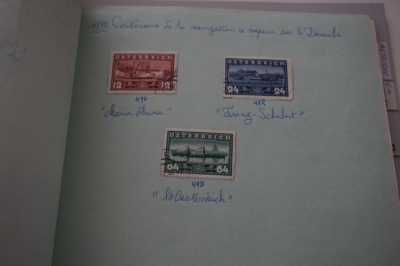 Centenaire de la navigation a vapeur sur le Danube
ÖSTERREICH
12 12
ÖSTERREICH
24 24
"Maria Anna"
"Franz-Schubert"
ÖSTERREICH
64 64
"Oesterreich"